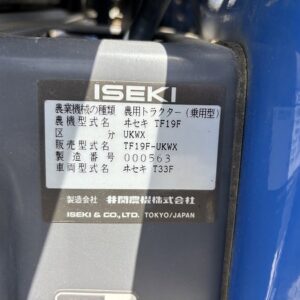 ISEKI
農業機械の種類 農用トラクター (乗用型)
農機型式名 ヰセキ TF19F
区分 UKWX
販売型式名 TF19F-UKWX
製造番号 000563
車両型式名 ヰセキ T33F
製造会社 井関農機株式会社
ISEKI & CO., LTD. TOKYO/JAPAN